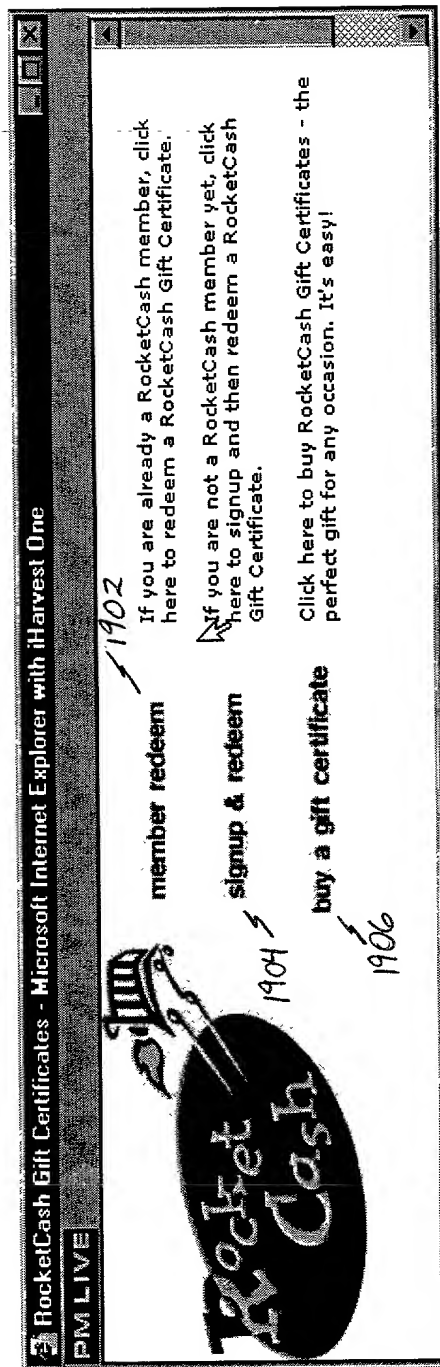 RocketCash Gift Certificates - Microsoft Internet Explorer with iHarvest One
PM LIVE
Rocket
Cash
member redeem
1902
If you are already a RocketCash member, click
here to redeem a RocketCash Gift Certificate.
signup & redeem
1904
If you are not a RocketCash member yet, click
here to signup and then redeem a RocketCash
Gift Certificate.
buy a gift certificate
1906
Click here to buy RocketCash Gift Certificates - the
perfect gift for any occasion. It's easy!